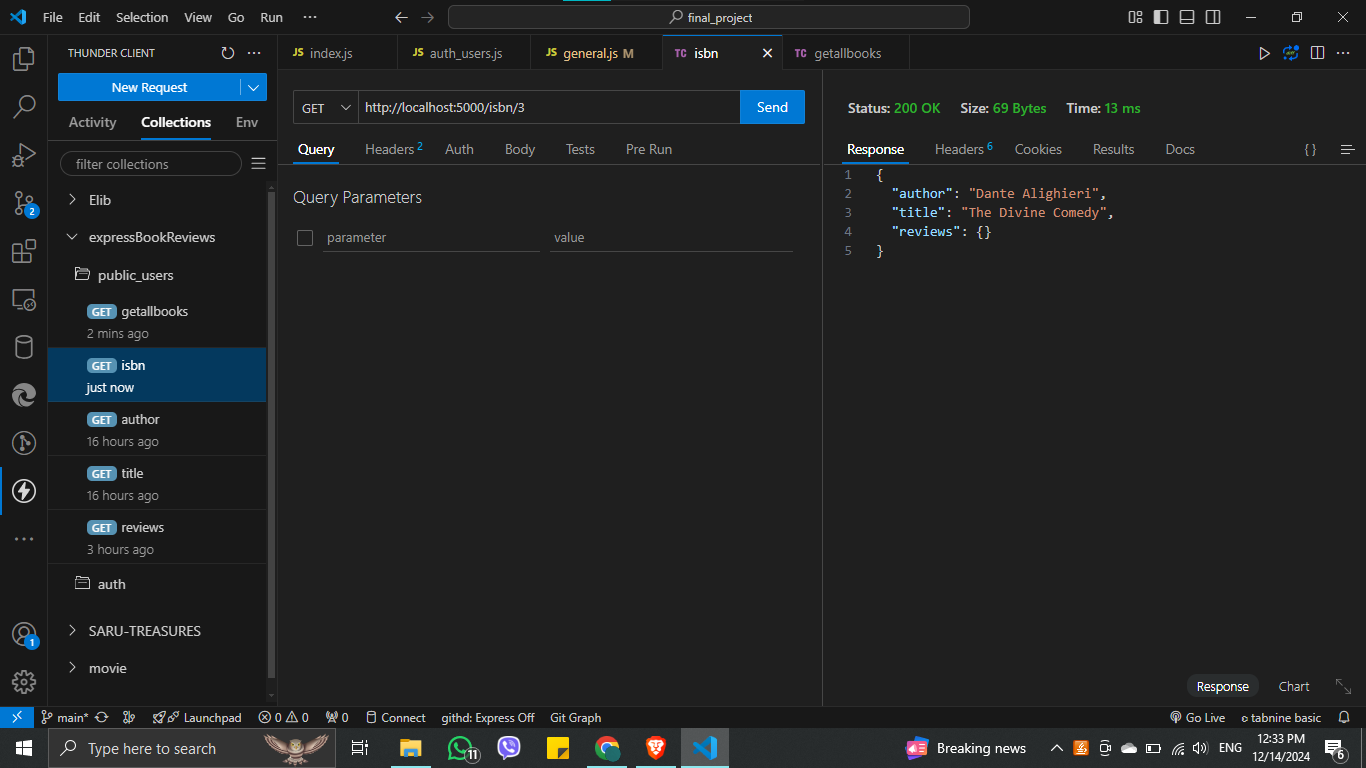 File Edit Selection View Go Run ···
final_project
THUNDER CLIENT
New Request
Activity Collections Env
filter collections
Elib
expressBookReviews
public_users
GET getallbooks
2 mins ago
GET isbn
just now
GET author
16 hours ago
GET title
16 hours ago
GET reviews
3 hours ago
auth
SARU-TREASURES
movie
2
1
JS index.js
JS auth_users.js
JS general.js M
TC isbn
TC getallbooks
GET http://localhost:5000/isbn/3 Send
Query Headers 2 Auth Body Tests Pre Run
Query Parameters
parameter value
Status: 200 OK Size: 69 Bytes Time: 13 ms
Response Headers 6 Cookies Results Docs { }
1 {
2 "author": "Dante Alighieri",
3 "title": "The Divine Comedy",
4 "reviews": {}
5 }
Response Chart
main* Launchpad 0 0 0 Connect githd: Express Off Git Graph Go Live tabnine basic
Type here to search
11
Breaking news
ENG
12:33 PM
12/14/2024
6